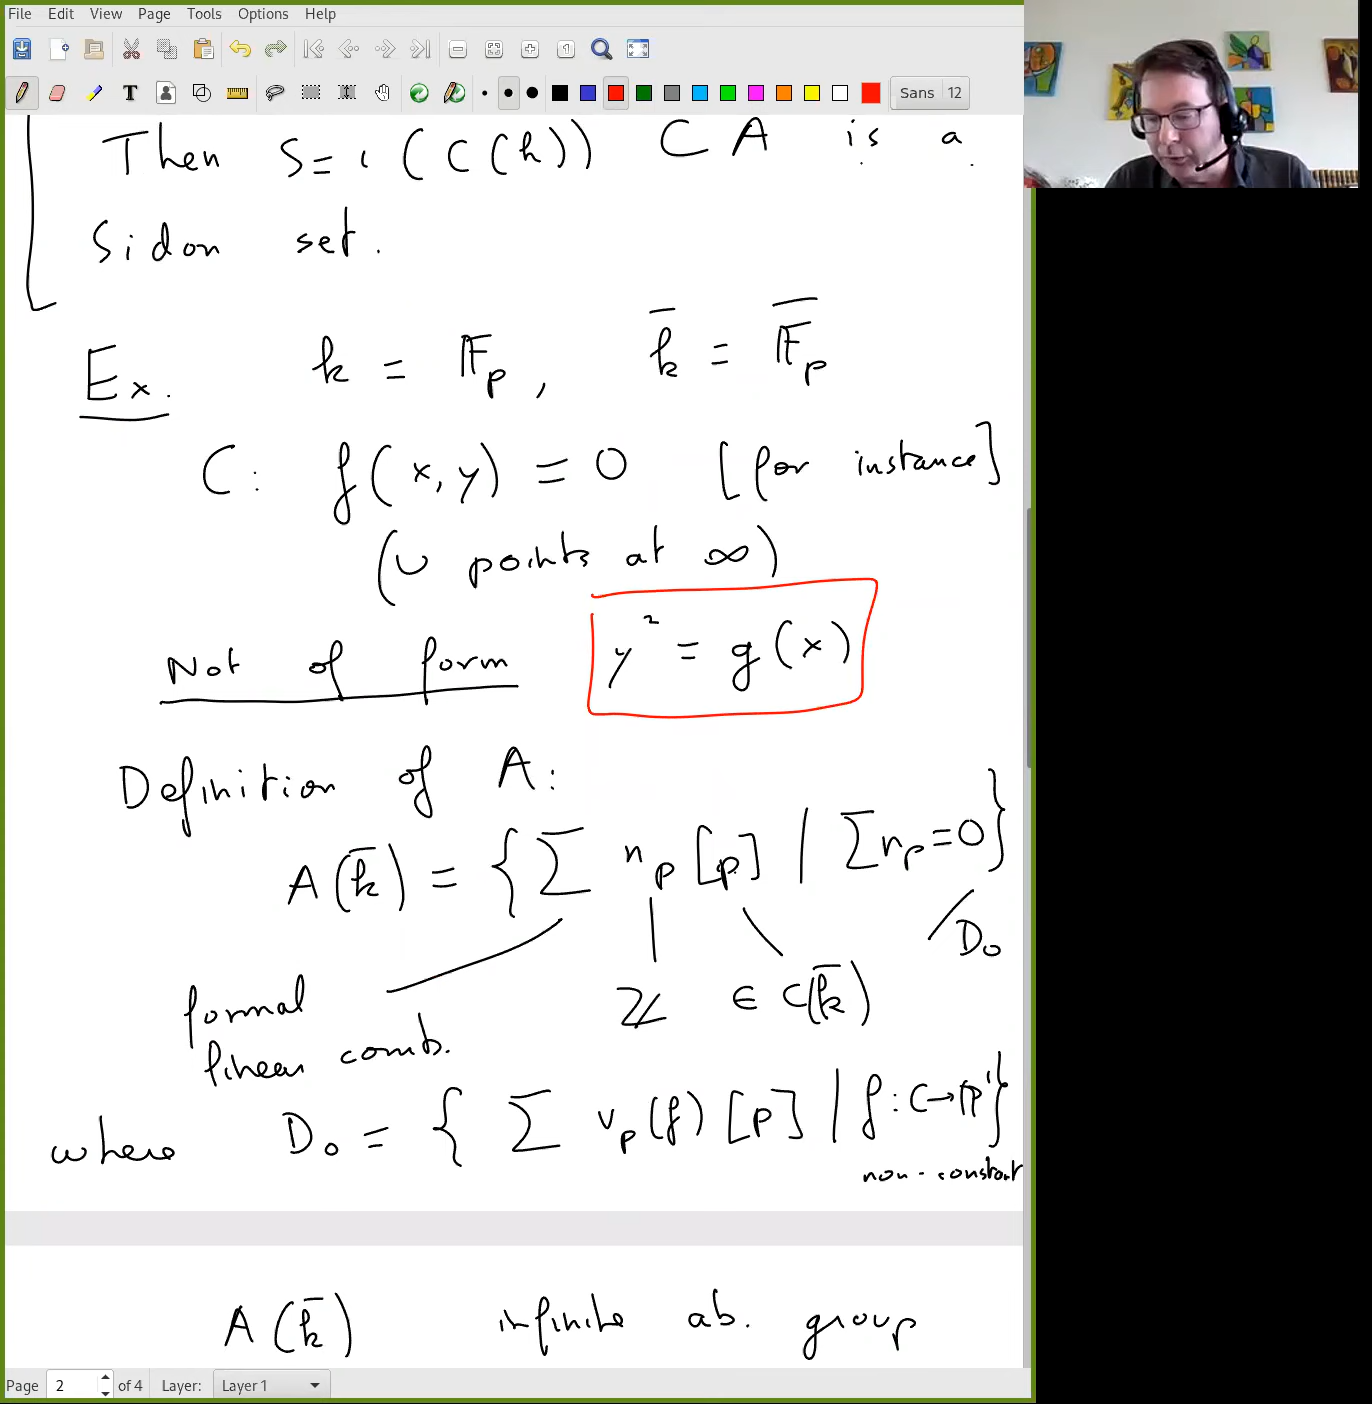 File Edit View Page Tools Options Help
Sans 12
Then S = ι (C(k)) ⊂ A is a
Sidon set.
Ex. k = 𝔽_p, k̄ = 𝔽̄_p
C: f(x,y) = 0 [for instance]
(∪ points at ∞)
Not of form y² = g(x)
Definition of A:
A(k̄) = { ∑ n_p [p] | ∑ n_p = 0 }
/D₀
formal ℤ ∈ C(k̄)
linear comb.
where D₀ = { ∑ v_p(f) [p] | f: C → ℙ¹ }
non-constant
A(k̄) infinite ab. group
Page 2 of 4 Layer: Layer 1